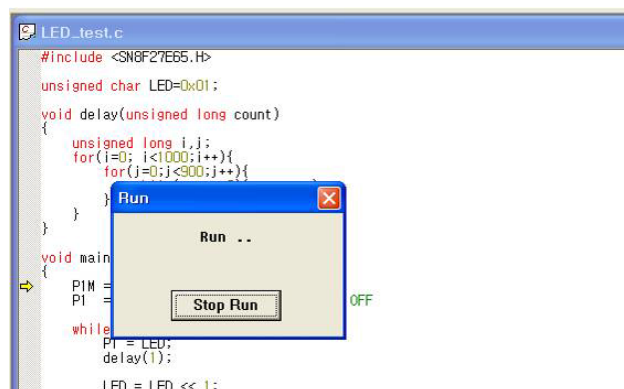 LED_test.c
#include <SN8F27E65.H>
unsigned char LED=0x01;
void delay(unsigned long count)
{
unsigned long i,j;
for(i=0; i<1000;i++){
for(j=0;j<900;j++){
}
}
}
Run
Run ..
Stop Run
void main
{
P1M =
P1 = OFF
while
P1 = LED;
delay(1);
LED = LED << 1;